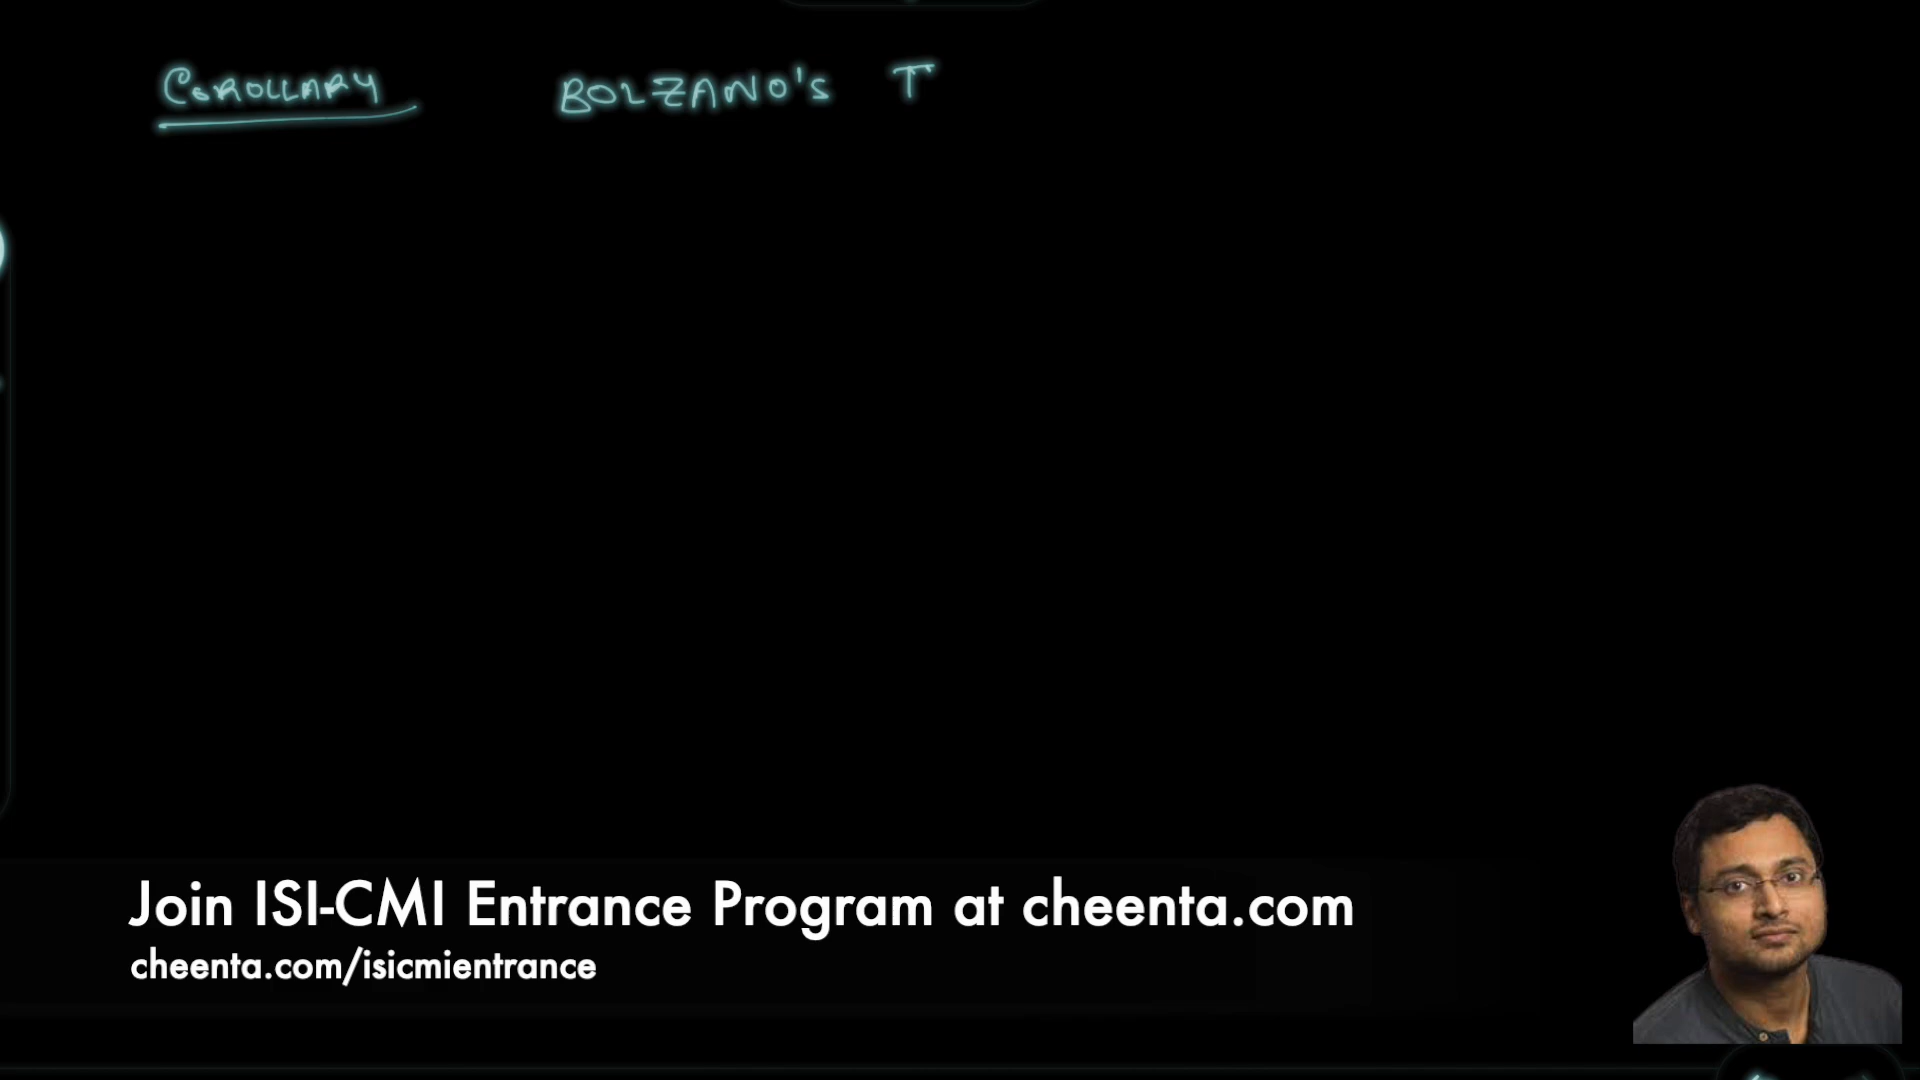 COROLLARY BOLZANO'S T
Join ISI-CMI Entrance Program at cheenta.com
cheenta.com/isicmientrance